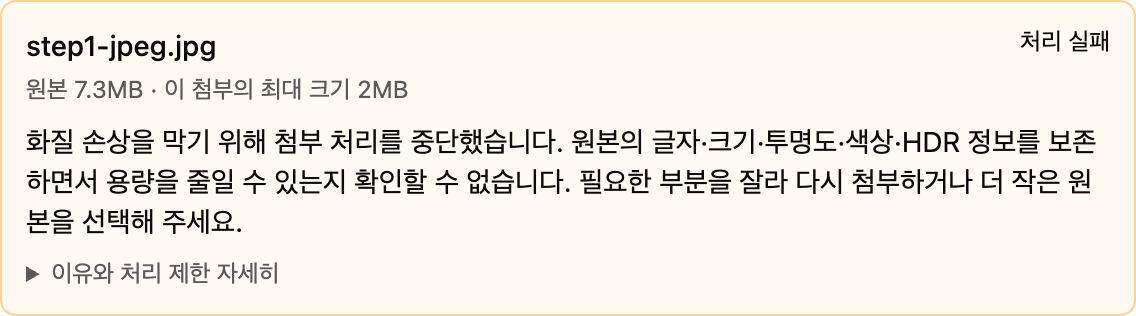 step1-jpeg.jpg
처리 실패
원본 7.3MB · 이 첨부의 최대 크기 2MB
화질 손상을 막기 위해 첨부 처리를 중단했습니다. 원본의 글자·크기·투명도·색상·HDR 정보를 보존
하면서 용량을 줄일 수 있는지 확인할 수 없습니다. 필요한 부분을 잘라 다시 첨부하거나 더 작은 원
본을 선택해 주세요.
▶ 이유와 처리 제한 자세히